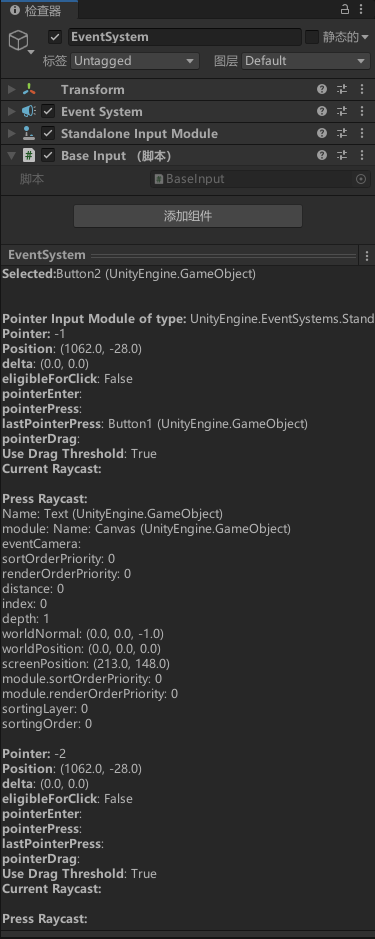 检查器
EventSystem
静态的
标签 Untagged 图层 Default
Transform
Event System
Standalone Input Module
# Base Input （脚本）
脚本 # BaseInput
添加组件
EventSystem
Selected:Button2 (UnityEngine.GameObject)
Pointer Input Module of type: UnityEngine.EventSystems.Stand
Pointer: -1
Position: (1062.0, -28.0)
delta: (0.0, 0.0)
eligibleForClick: False
pointerEnter:
pointerPress:
lastPointerPress: Button1 (UnityEngine.GameObject)
pointerDrag:
Use Drag Threshold: True
Current Raycast:
Press Raycast:
Name: Text (UnityEngine.GameObject)
module: Name: Canvas (UnityEngine.GameObject)
eventCamera:
sortOrderPriority: 0
renderOrderPriority: 0
distance: 0
index: 0
depth: 1
worldNormal: (0.0, 0.0, -1.0)
worldPosition: (0.0, 0.0, 0.0)
screenPosition: (213.0, 148.0)
module.sortOrderPriority: 0
module.renderOrderPriority: 0
sortingLayer: 0
sortingOrder: 0
Pointer: -2
Position: (1062.0, -28.0)
delta: (0.0, 0.0)
eligibleForClick: False
pointerEnter:
pointerPress:
lastPointerPress:
pointerDrag:
Use Drag Threshold: True
Current Raycast:
Press Raycast: